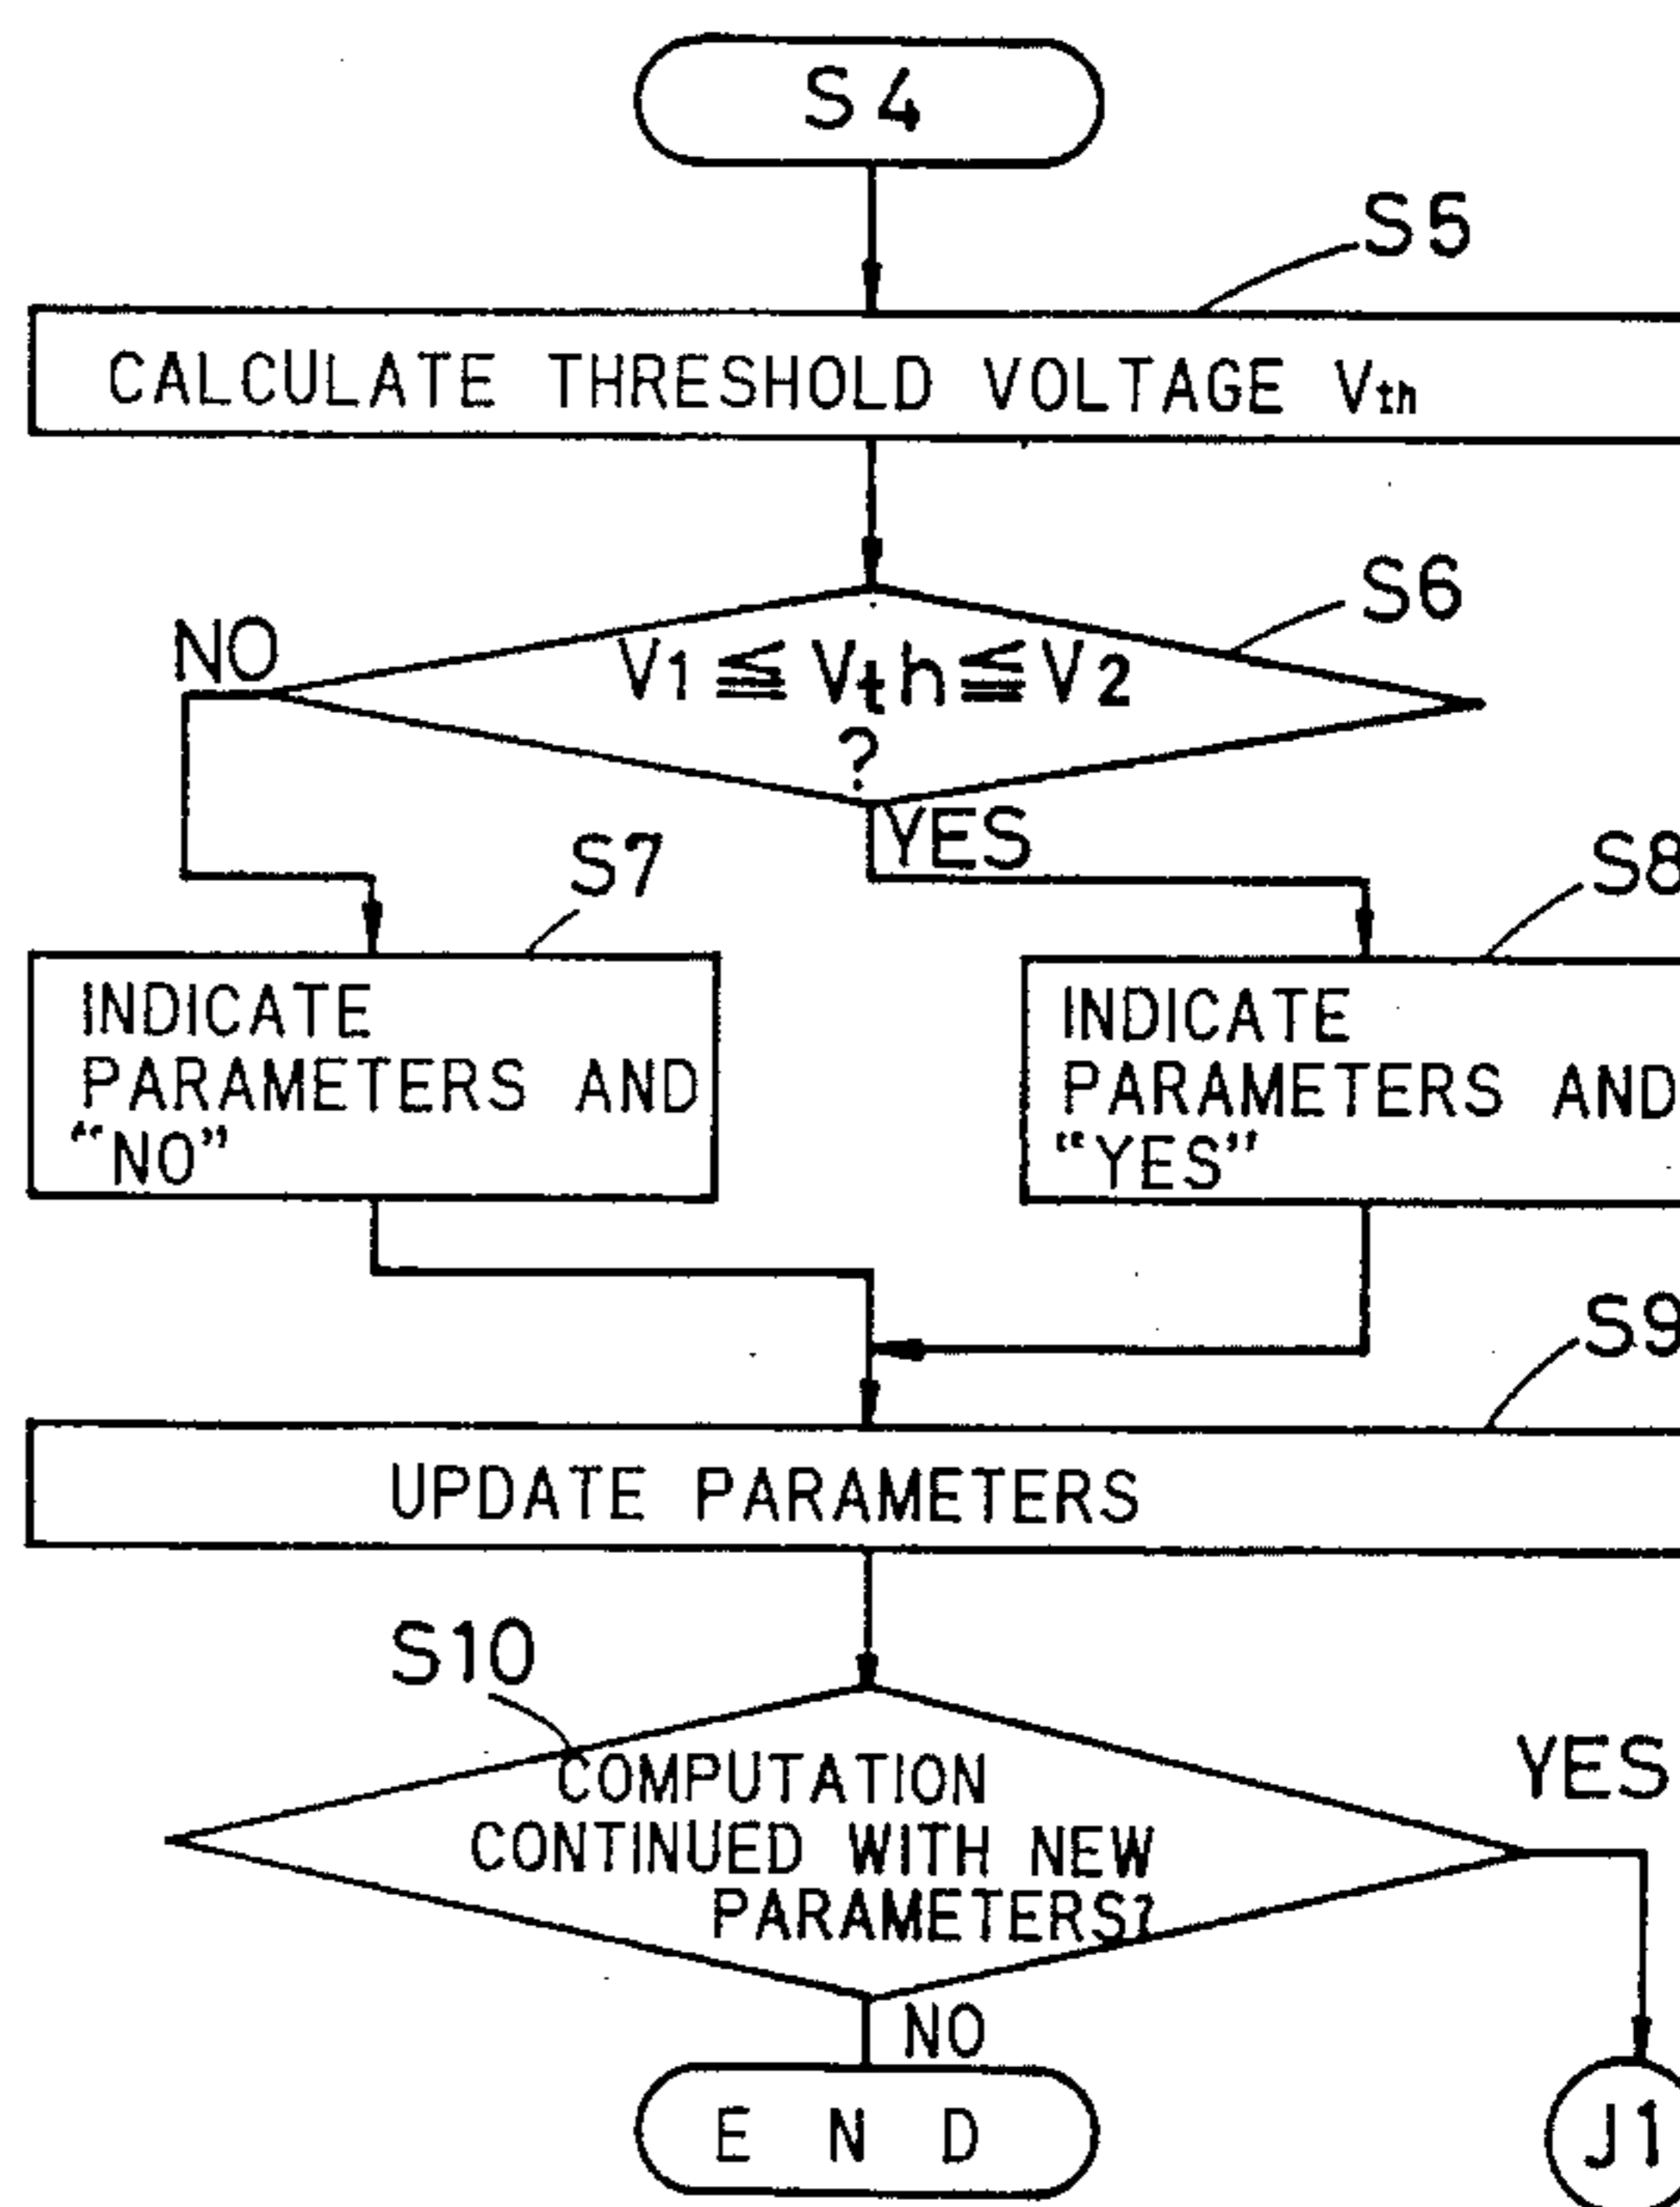 S4
S5
CALCULATE THRESHOLD VOLTAGE Vth
S6
NO
V1 ≦ Vth ≦ V2
?
YES
S7
S8
INDICATE
PARAMETERS AND
“NO”
INDICATE
PARAMETERS AND
“YES”
S9
UPDATE PARAMETERS
S10
COMPUTATION
CONTINUED WITH NEW
PARAMETERS?
YES
NO
E N D
J1